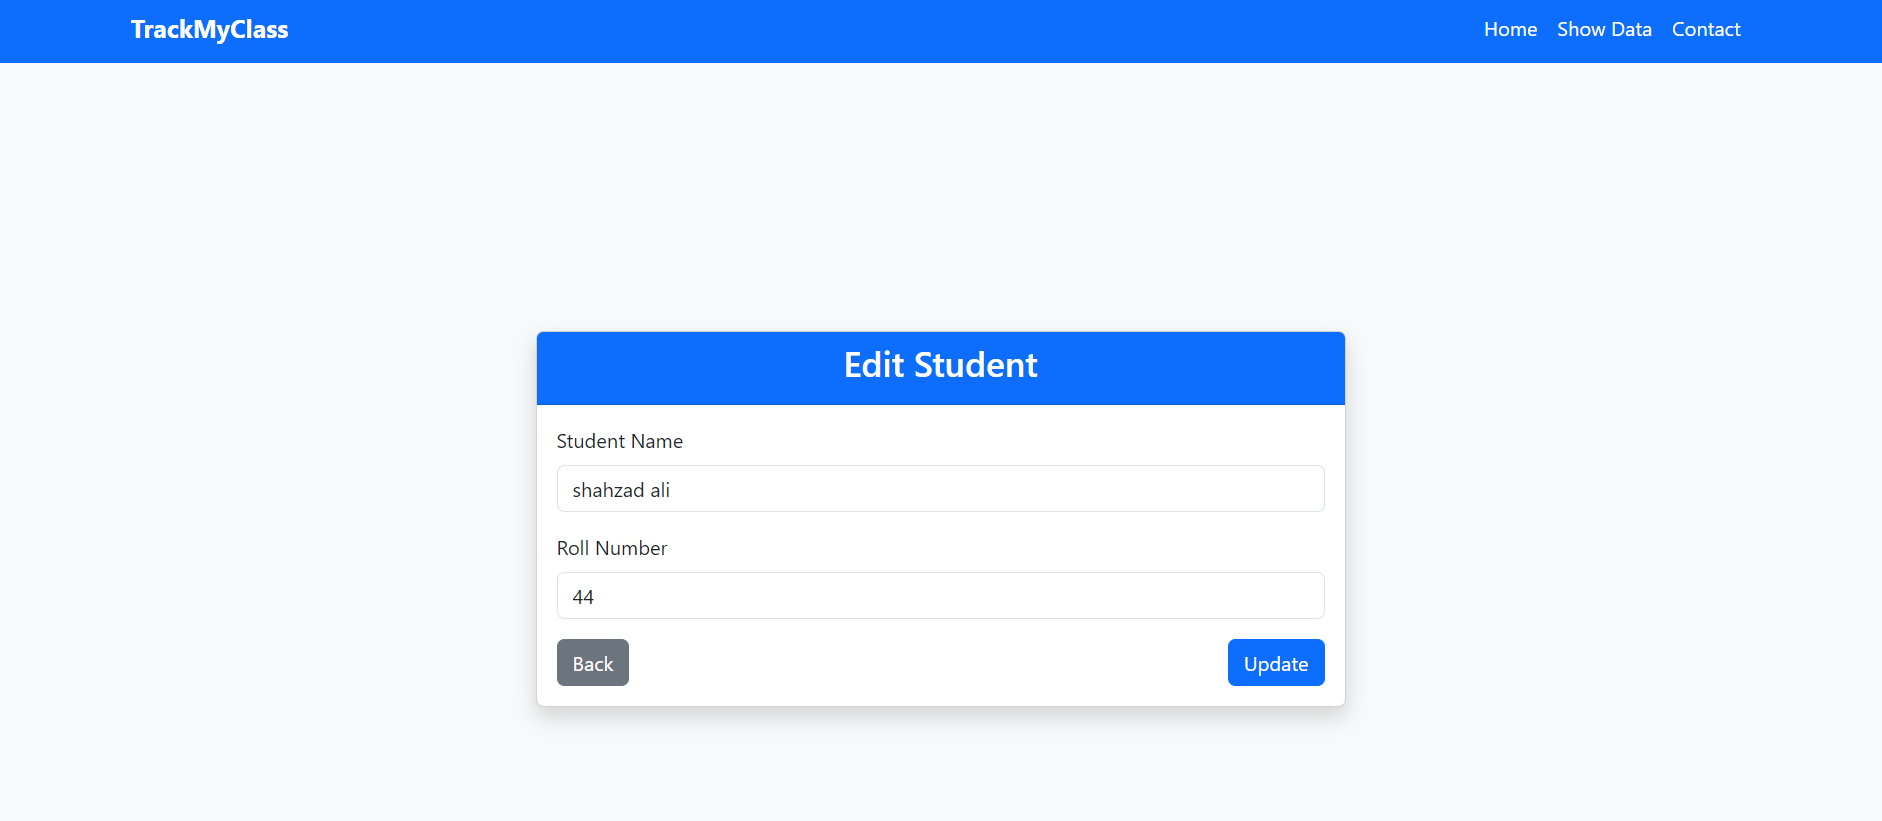 TrackMyClass Home Show Data Contact
Edit Student
Student Name
shahzad ali
Roll Number
44
Back Update